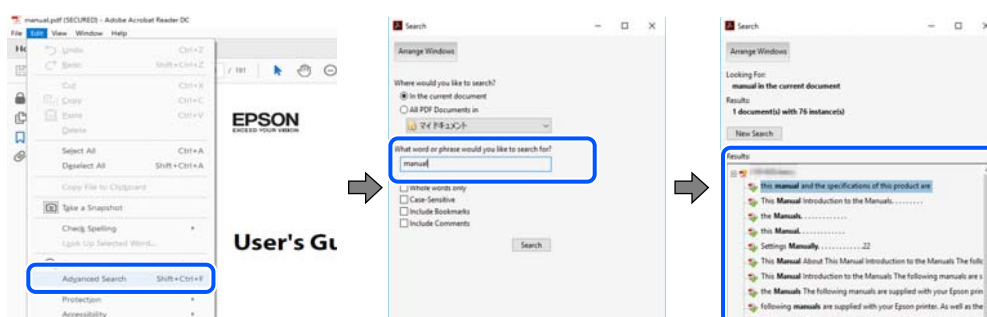 manual.pdf (SECURED) - Adobe Acrobat Reader DC
File Edit View Window Help
Undo Ctrl+Z
Redo Shift+Ctrl+Z
Cut Ctrl+X
Copy Ctrl+C
Paste Ctrl+V
Delete
Select All Ctrl+A
Deselect All Shift+Ctrl+A
Copy File to Clipboard
Take a Snapshot
Check Spelling
Look Up Selected Word...
Advanced Search Shift+Ctrl+F
Protection
Accessibility
/ 191
EPSON
EXCEED YOUR VISION
User's Gu
Search
Arrange Windows
Where would you like to search?
In the current document
All PDF Documents in
マイドキュメント
What word or phrase would you like to search for?
manual
Whole words only
Case-Sensitive
Include Bookmarks
Include Comments
Search
Search
Arrange Windows
Looking For:
manual in the current document
Results:
1 document(s) with 76 instance(s)
New Search
Results
this manual and the specifications of this product are
This Manual Introduction to the Manuals. . . . . . . . .
the Manuals. . . . . . . . . . . . .
this Manual. . . . . . . . . . . . .
Settings Manually. . . . . . . . . . . . .22
This Manual About This Manual Introduction to the Manuals The follo
This Manual Introduction to the Manuals The following manuals are s
the Manuals The following manuals are supplied with your Epson prin
following manuals are supplied with your Epson printer. As well as the